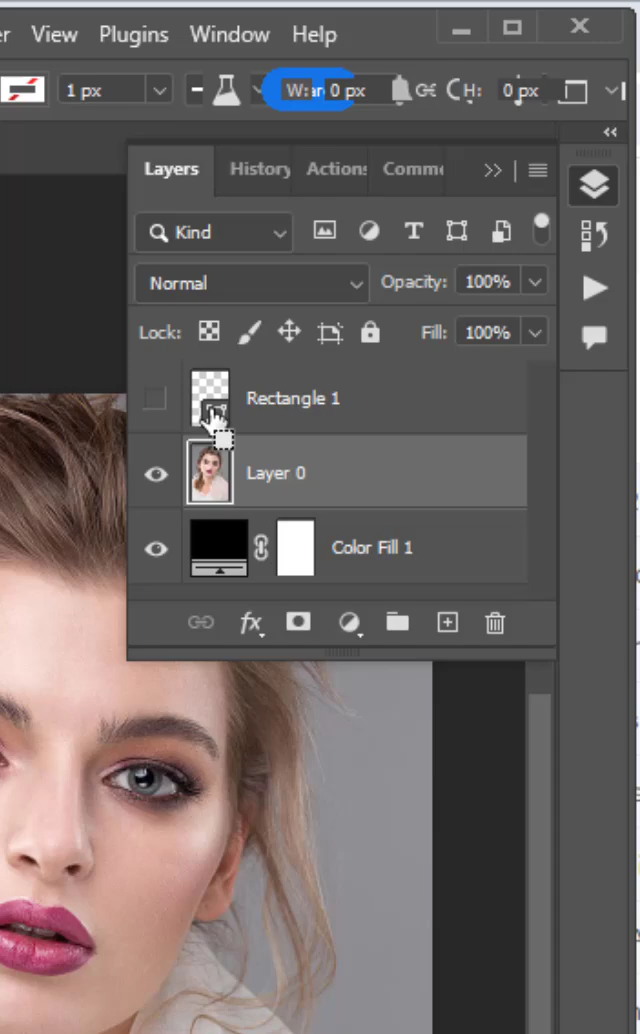 View Plugins Window Help
1 px W: 0 px H: 0 px
Layers History Actions Comme
Kind
Normal Opacity: 100%
Lock: Fill: 100%
Rectangle 1
Layer 0
Color Fill 1
fx